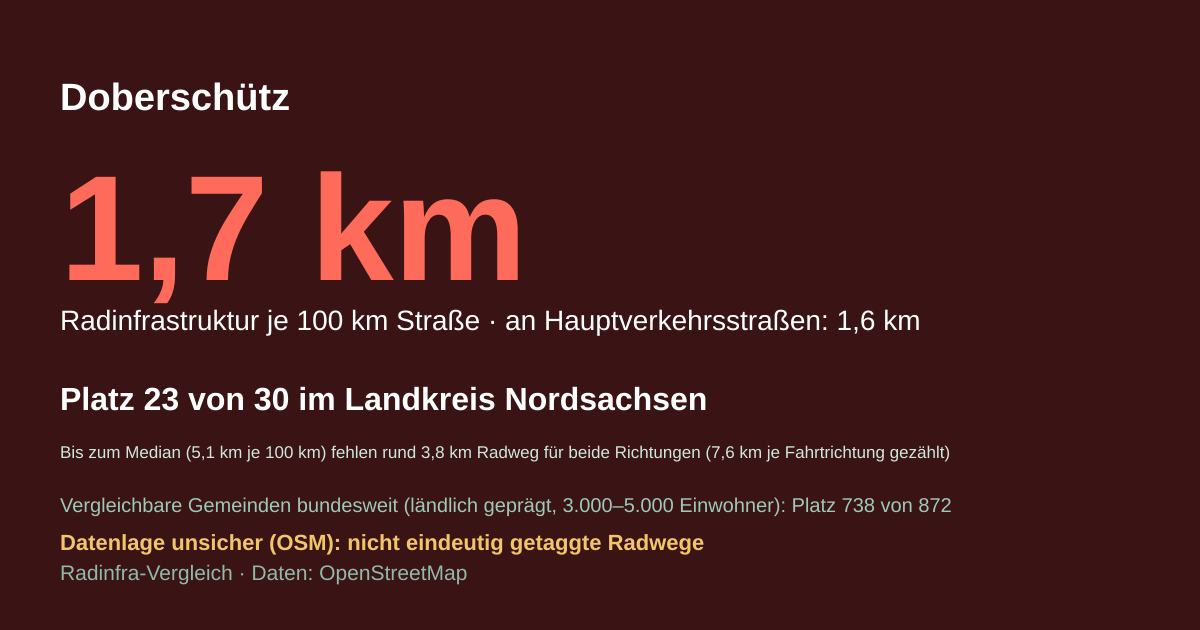 Doberschütz
1,7 km
Radinfrastruktur je 100 km Straße · an Hauptverkehrsstraßen: 1,6 km
Platz 23 von 30 im Landkreis Nordsachsen
Bis zum Median (5,1 km je 100 km) fehlen rund 3,8 km Radweg für beide Richtungen (7,6 km je Fahrtrichtung gezählt)
Vergleichbare Gemeinden bundesweit (ländlich geprägt, 3.000–5.000 Einwohner): Platz 738 von 872
Datenlage unsicher (OSM): nicht eindeutig getaggte Radwege
Radinfra-Vergleich · Daten: OpenStreetMap